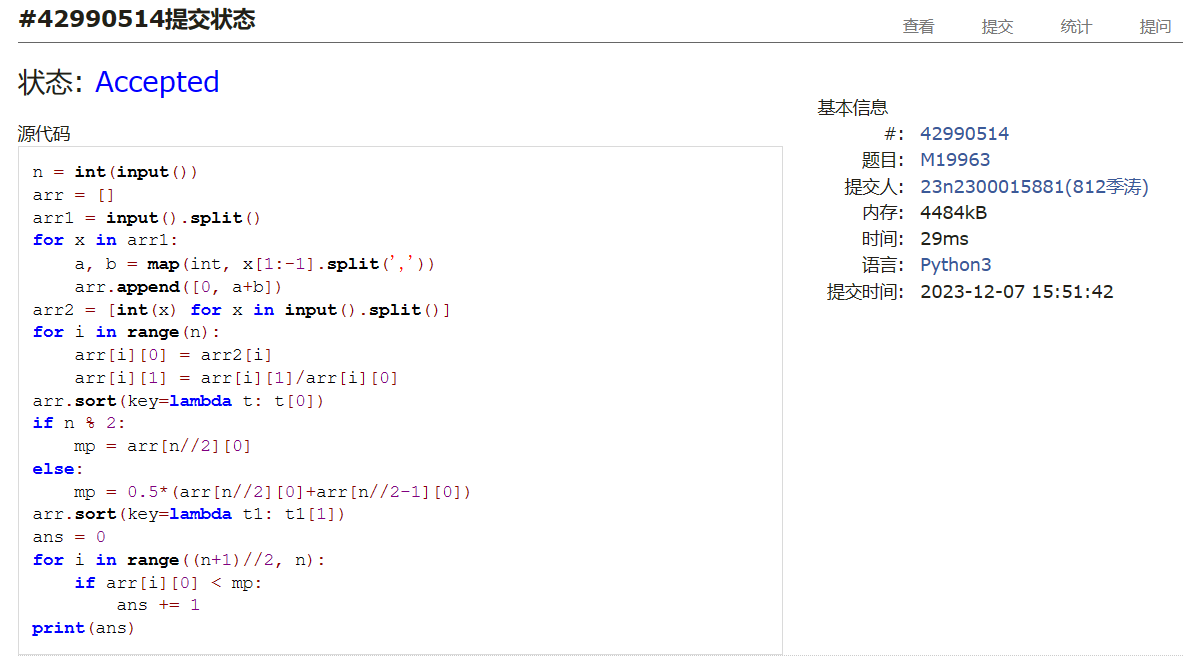 #42990514提交状态
查看 提交 统计 提问
状态: Accepted
源代码
n = int(input())
arr = []
arr1 = input().split()
for x in arr1:
    a, b = map(int, x[1:-1].split(','))
    arr.append([0, a+b])
arr2 = [int(x) for x in input().split()]
for i in range(n):
    arr[i][0] = arr2[i]
    arr[i][1] = arr[i][1]/arr[i][0]
arr.sort(key=lambda t: t[0])
if n % 2:
    mp = arr[n//2][0]
else:
    mp = 0.5*(arr[n//2][0]+arr[n//2-1][0])
arr.sort(key=lambda t1: t1[1])
ans = 0
for i in range((n+1)//2, n):
    if arr[i][0] < mp:
        ans += 1
print(ans)
基本信息
#: 42990514
题目: M19963
提交人: 23n2300015881(812季涛)
内存: 4484kB
时间: 29ms
语言: Python3
提交时间: 2023-12-07 15:51:42